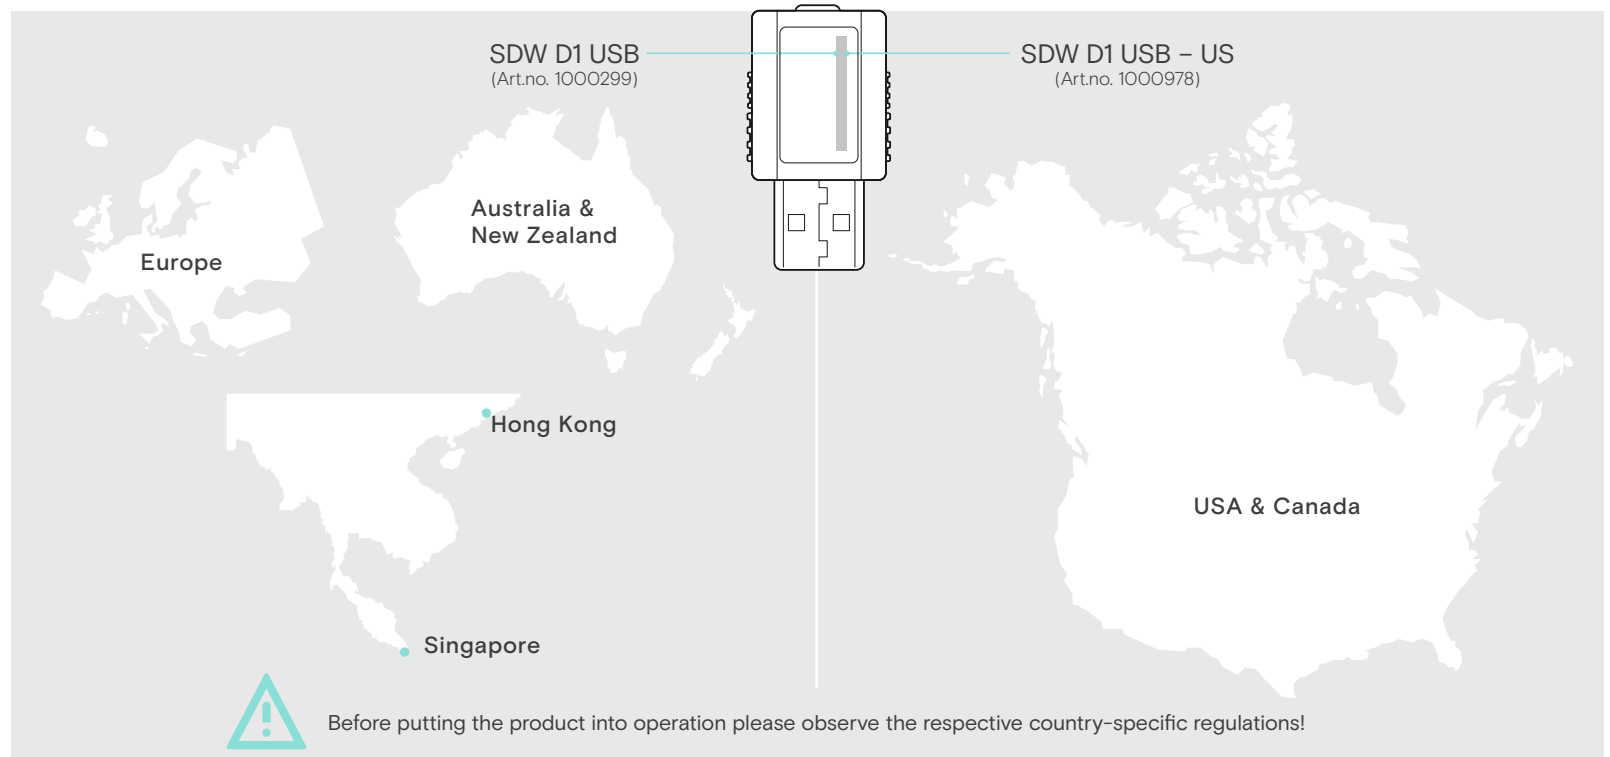 SDW D1 USB
(Art.no. 1000299)
SDW D1 USB – US
(Art.no. 1000978)
Europe
Australia &
New Zealand
Hong Kong
Singapore
USA & Canada
Before putting the product into operation please observe the respective country-specific regulations!